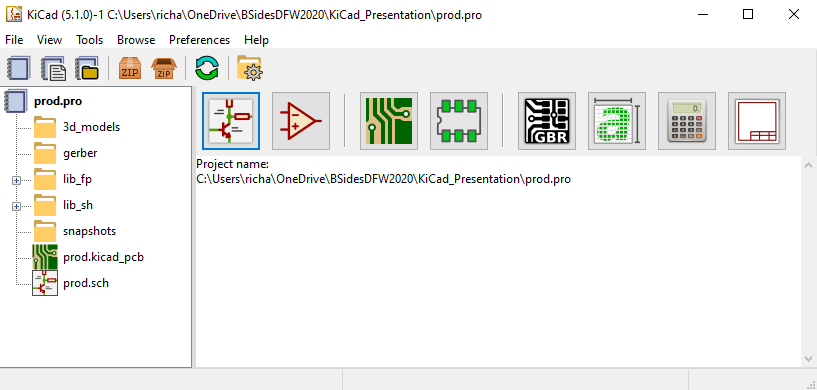 KiCad (5.1.0)-1 C:\Users\richa\OneDrive\BSidesDFW2020\KiCad_Presentation\prod.pro
File View Tools Browse Preferences Help
ZIP ZIP
prod.pro
3d_models
gerber
lib_fp
lib_sh
snapshots
prod.kicad_pcb
prod.sch
GBR a 0.
Project name:
C:\Users\richa\OneDrive\BSidesDFW2020\KiCad_Presentation\prod.pro